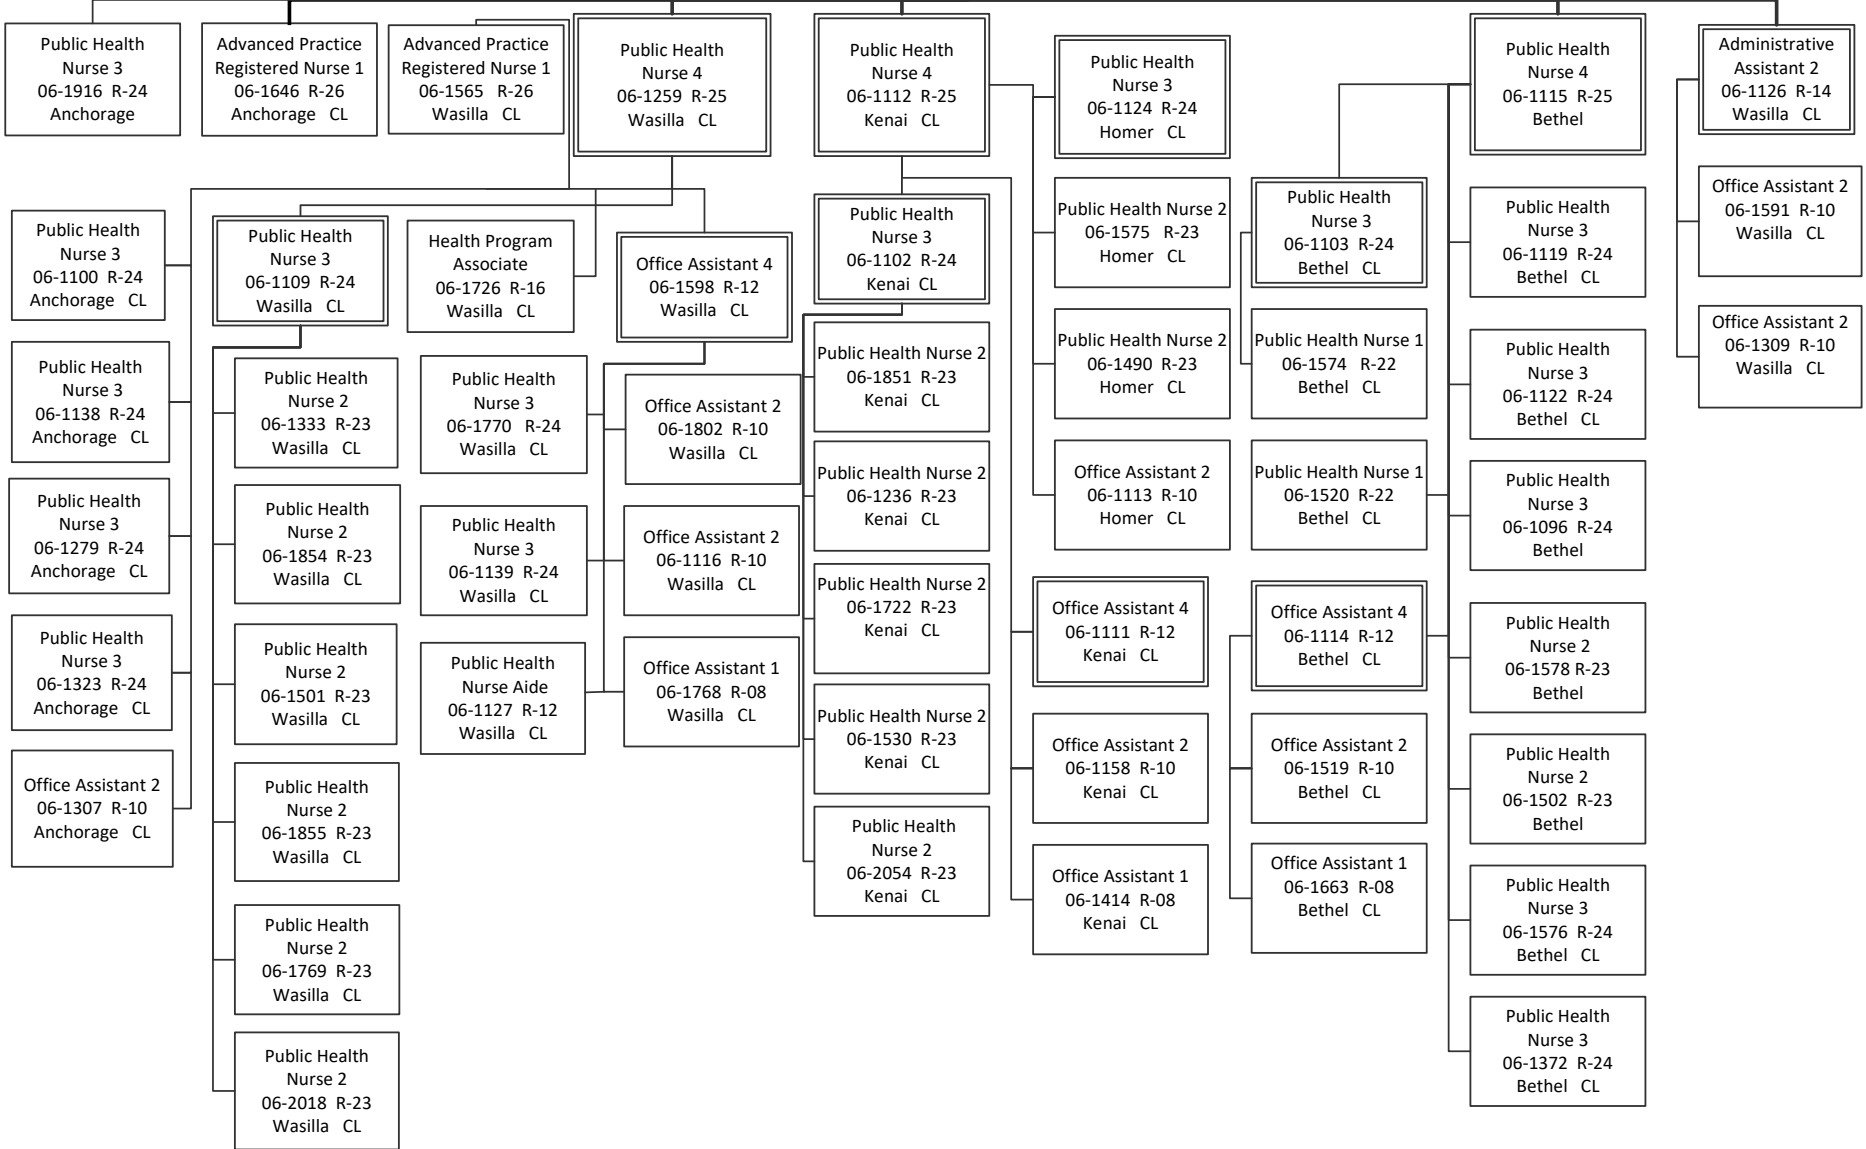 Public Health
Nurse 3
06-1916 R-24
Anchorage
Advanced Practice
Registered Nurse 1
06-1646 R-26
Anchorage CL
Advanced Practice
Registered Nurse 1
06-1565 R-26
Wasilla CL
Public Health
Nurse 4
06-1259 R-25
Wasilla CL
Public Health
Nurse 4
06-1112 R-25
Kenai CL
Public Health
Nurse 3
06-1124 R-24
Homer CL
Public Health
Nurse 4
06-1115 R-25
Bethel
Administrative
Assistant 2
06-1126 R-14
Wasilla CL
Public Health
Nurse 3
06-1100 R-24
Anchorage CL
Public Health
Nurse 3
06-1138 R-24
Anchorage CL
Public Health
Nurse 3
06-1279 R-24
Anchorage CL
Public Health
Nurse 3
06-1323 R-24
Anchorage CL
Office Assistant 2
06-1307 R-10
Anchorage CL
Public Health
Nurse 3
06-1109 R-24
Wasilla CL
Public Health
Nurse 2
06-1333 R-23
Wasilla CL
Public Health
Nurse 2
06-1854 R-23
Wasilla CL
Public Health
Nurse 2
06-1501 R-23
Wasilla CL
Public Health
Nurse 2
06-1855 R-23
Wasilla CL
Public Health
Nurse 2
06-1769 R-23
Wasilla CL
Public Health
Nurse 2
06-2018 R-23
Wasilla CL
Health Program
Associate
06-1726 R-16
Wasilla CL
Public Health
Nurse 3
06-1770 R-24
Wasilla CL
Public Health
Nurse 3
06-1139 R-24
Wasilla CL
Public Health
Nurse Aide
06-1127 R-12
Wasilla CL
Office Assistant 4
06-1598 R-12
Wasilla CL
Office Assistant 2
06-1802 R-10
Wasilla CL
Office Assistant 2
06-1116 R-10
Wasilla CL
Office Assistant 1
06-1768 R-08
Wasilla CL
Public Health
Nurse 3
06-1102 R-24
Kenai CL
Public Health Nurse 2
06-1851 R-23
Kenai CL
Public Health Nurse 2
06-1236 R-23
Kenai CL
Public Health Nurse 2
06-1722 R-23
Kenai CL
Public Health Nurse 2
06-1530 R-23
Kenai CL
Public Health
Nurse 2
06-2054 R-23
Kenai CL
Public Health Nurse 2
06-1575 R-23
Homer CL
Public Health Nurse 2
06-1490 R-23
Homer CL
Office Assistant 2
06-1113 R-10
Homer CL
Office Assistant 4
06-1111 R-12
Kenai CL
Office Assistant 2
06-1158 R-10
Kenai CL
Office Assistant 1
06-1414 R-08
Kenai CL
Public Health
Nurse 3
06-1103 R-24
Bethel CL
Public Health Nurse 1
06-1574 R-22
Bethel CL
Public Health Nurse 1
06-1520 R-22
Bethel CL
Office Assistant 4
06-1114 R-12
Bethel CL
Office Assistant 2
06-1519 R-10
Bethel CL
Office Assistant 1
06-1663 R-08
Bethel CL
Public Health
Nurse 3
06-1119 R-24
Bethel CL
Public Health
Nurse 3
06-1122 R-24
Bethel CL
Public Health
Nurse 3
06-1096 R-24
Bethel
Public Health
Nurse 2
06-1578 R-23
Bethel
Public Health
Nurse 2
06-1502 R-23
Bethel
Public Health
Nurse 3
06-1576 R-24
Bethel CL
Public Health
Nurse 3
06-1372 R-24
Bethel CL
Office Assistant 2
06-1591 R-10
Wasilla CL
Office Assistant 2
06-1309 R-10
Wasilla CL